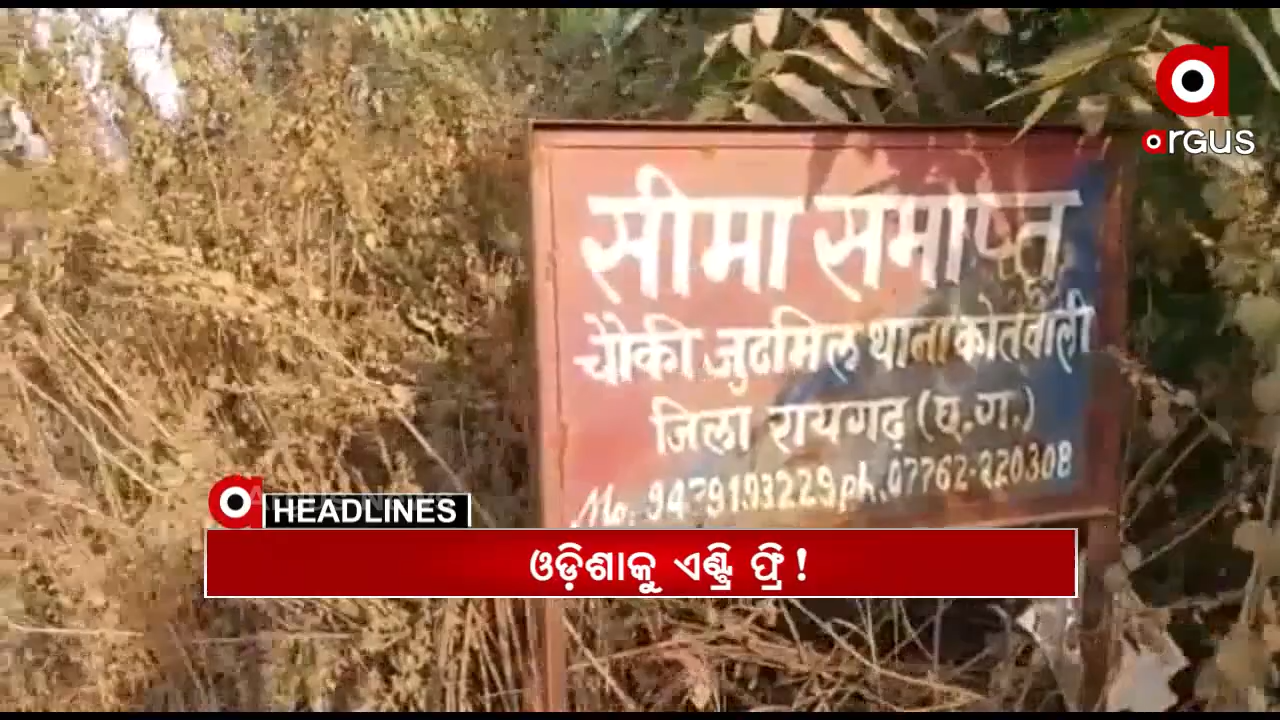 argus
सीमा समाप्त
चौकी जुटमिल थाना कोतवाली
जिला रायगढ़ (छ.ग.)
Mo. 9479193229 ph. 07762-220308
HEADLINES
ଓଡ଼ିଶାକୁ ଏଣ୍ଟ୍ରି ଫ୍ରି !